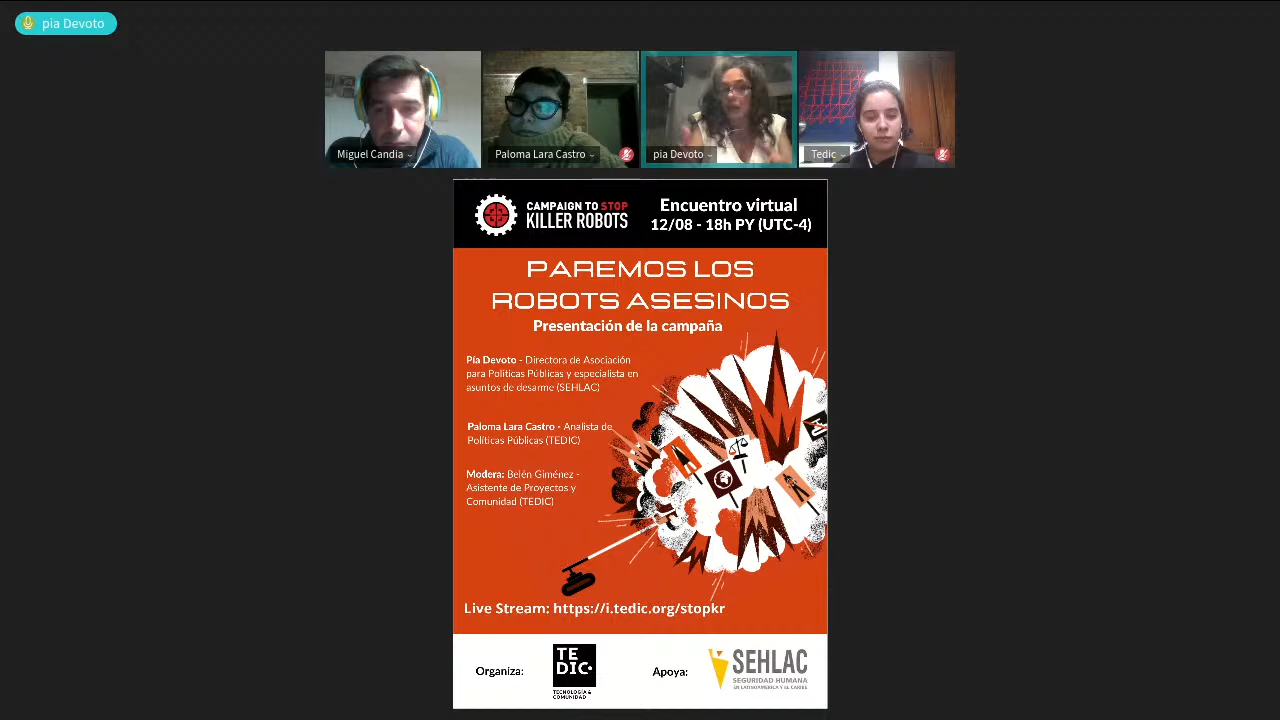 pia Devoto
Miguel Candia
Paloma Lara Castro
pia Devoto
Tedic
CAMPAIGN TO STOP
KILLER ROBOTS
Encuentro virtual
12/08 - 18h PY (UTC-4)
PAREMOS LOS
ROBOTS ASESINOS
Presentación de la campaña
Pía Devoto - Directora de Asociación
para Políticas Públicas y especialista en
asuntos de desarme (SEHLAC)
Paloma Lara Castro - Analista de
Políticas Públicas (TEDIC)
Modera: Belén Giménez -
Asistente de Proyectos y
Comunidad (TEDIC)
Live Stream: https://i.tedic.org/stopkr
Organiza:
TE
DIC
TECNOLOGÍA &
COMUNIDAD
Apoya:
SEHLAC
SEGURIDAD HUMANA
EN LATINOAMÉRICA Y EL CARIBE